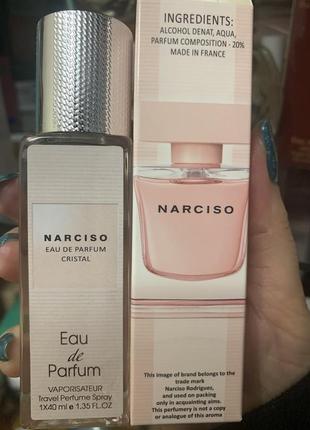 NARCISO
EAU DE PARFUM
CRISTAL
Eau
de
Parfum
VAPORISATEUR
Travel Perfume Spray
1X40 ml e 1.35 FL.OZ
INGREDIENTS:
ALCOHOL DENAT, AQUA,
PARFUM COMPOSITION - 20%
MADE IN FRANCE
NARCISO
This image of brand belongs to the
trade mark
Narciso Rodriguez,
and used on packing
only in acquainting aims.
This perfumery is not a copy
or analogue of this aroma